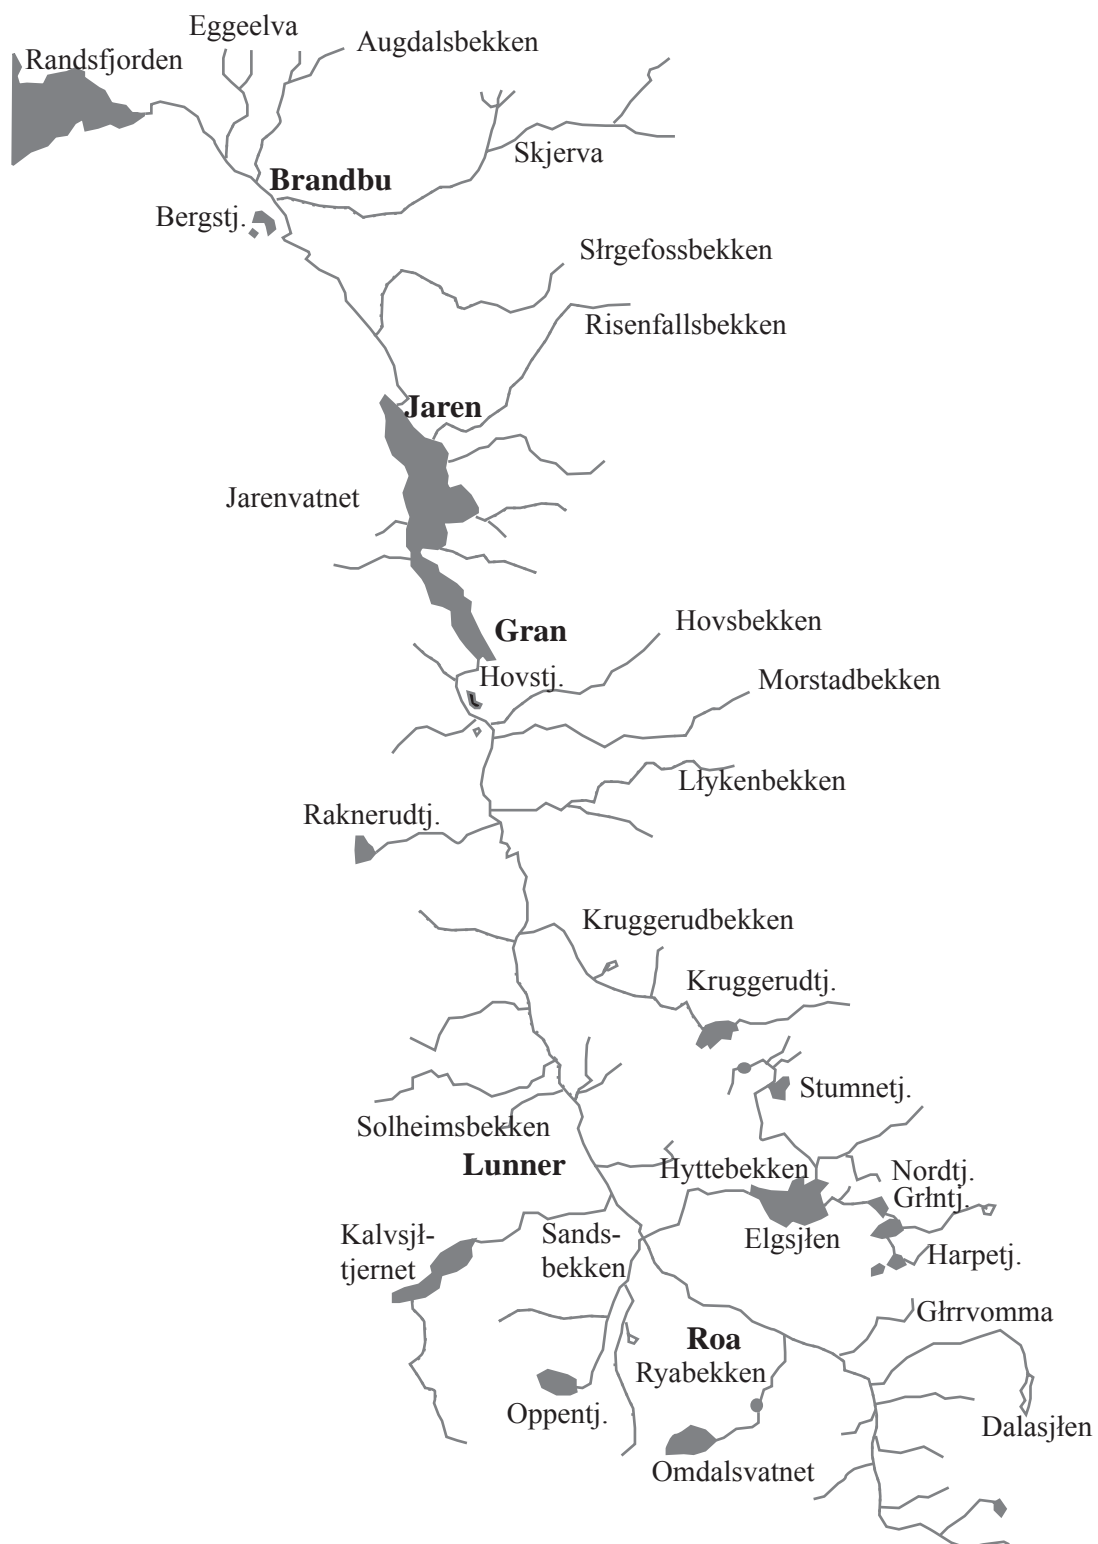 Eggeelva
Augdalsbekken
Randsfjorden
Skjerva
Brandbu
Bergstj.
Słrgefossbekken
Risenfallsbekken
Jaren
Jarenvatnet
Hovsbekken
Gran
Hovstj.
Morstadbekken
Llłykenbekken
Raknerudtj.
Kruggerudbekken
Kruggerudtj.
Stumnetj.
Solheimsbekken
Lunner
Hyttebekken
Nordtj.
Grłntj.
Kalvsjł-
tjernet
Sands-
bekken
Elgsjłen
Harpetj.
Głrrvomma
Roa
Ryabekken
Oppentj.
Dalasjłen
Omdalsvatnet